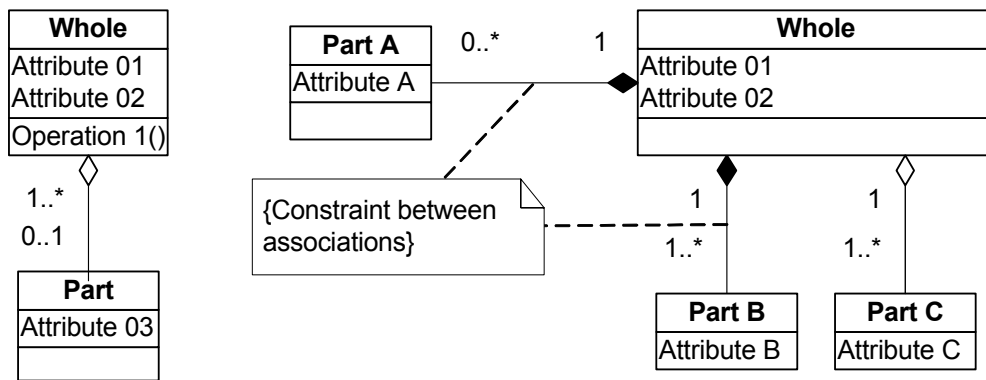 Whole
Attribute 01
Attribute 02
Operation 1()
1..*
0..1
Part
Attribute 03
Part A
Attribute A
0..*
1
Whole
Attribute 01
Attribute 02
{Constraint between
associations}
1
1..*
Part B
Attribute B
1
1..*
Part C
Attribute C